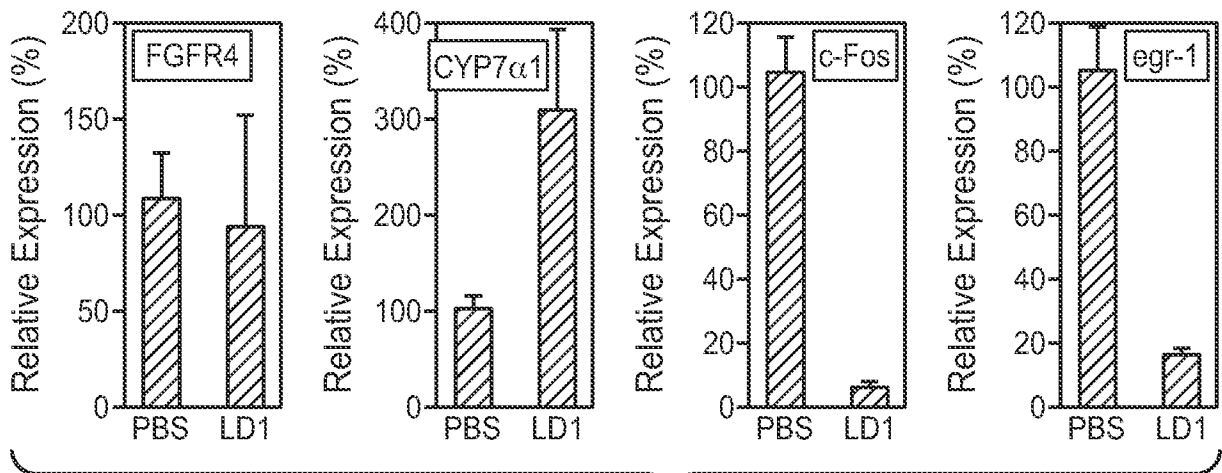 Relative Expression (%)
200
150
100
50
0
FGFR4
PBS LD1
Relative Expression (%)
400
300
200
100
0
CYP7α1
PBS LD1
Relative Expression (%)
120
100
80
60
40
20
0
c-Fos
PBS LD1
Relative Expression (%)
120
100
80
60
40
20
0
egr-1
PBS LD1